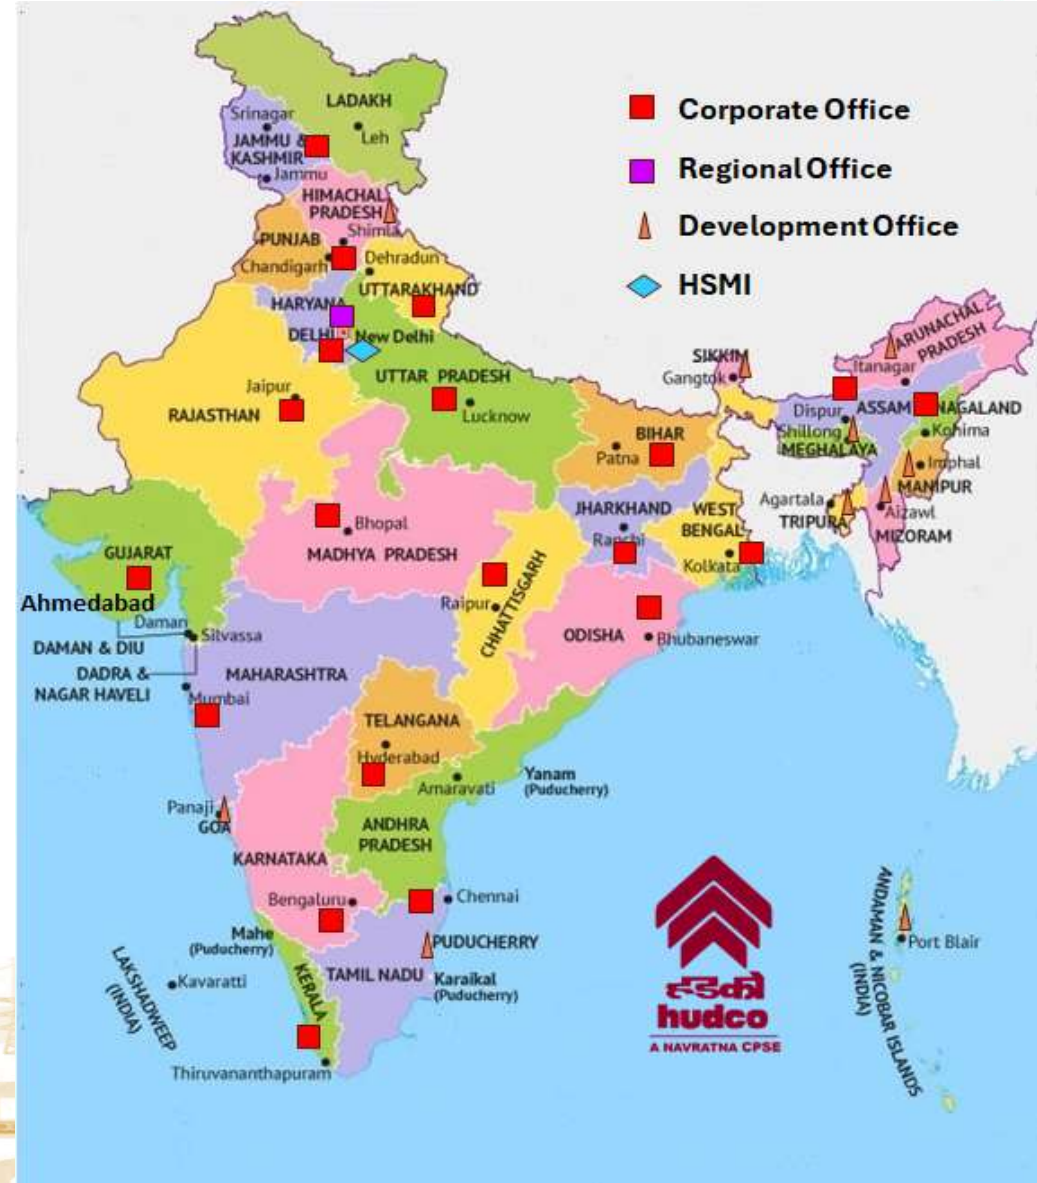 LADAKH
Srinagar
Leh
JAMMU &
KASHMIR
Jammu
HIMACHAL
PRADESH
Shimla
PUNJAB
Chandigarh
Dehradun
UTTARAKHAND
HARYANA
DELHI
New Delhi
UTTAR PRADESH
Lucknow
Jaipur
RAJASTHAN
BIHAR
Patna
SIKKIM
Gangtok
ARUNACHAL
PRADESH
Itanagar
Dispur
ASSAM
NAGALAND
Shillong
Kohima
MEGHALAYA
Imphal
MANIPUR
Agartala
TRIPURA
Aizawl
MIZORAM
JHARKHAND
Ranchi
WEST
BENGAL
Kolkata
Bhopal
MADHYA PRADESH
GUJARAT
Ahmedabad
Daman
Silvassa
DAMAN & DIU
DADRA &
NAGAR HAVELI
Raipur
CHHATTISGARH
ODISHA
Bhubaneswar
MAHARASHTRA
Mumbai
TELANGANA
Hyderabad
Amaravati
Yanam
(Puducherry)
Panaji
GOA
ANDHRA
PRADESH
KARNATAKA
Bengaluru
Chennai
Mahe
(Puducherry)
PUDUCHERRY
TAMIL NADU
Karaikal
(Puducherry)
KERALA
LAKSHADWEEP
(INDIA)
Kavaratti
Thiruvananthapuram
ANDAMAN & NICOBAR ISLANDS
(INDIA)
Port Blair
Corporate Office
Regional Office
Development Office
HSMI
हडको
hudco
A NAVRATNA CPSE